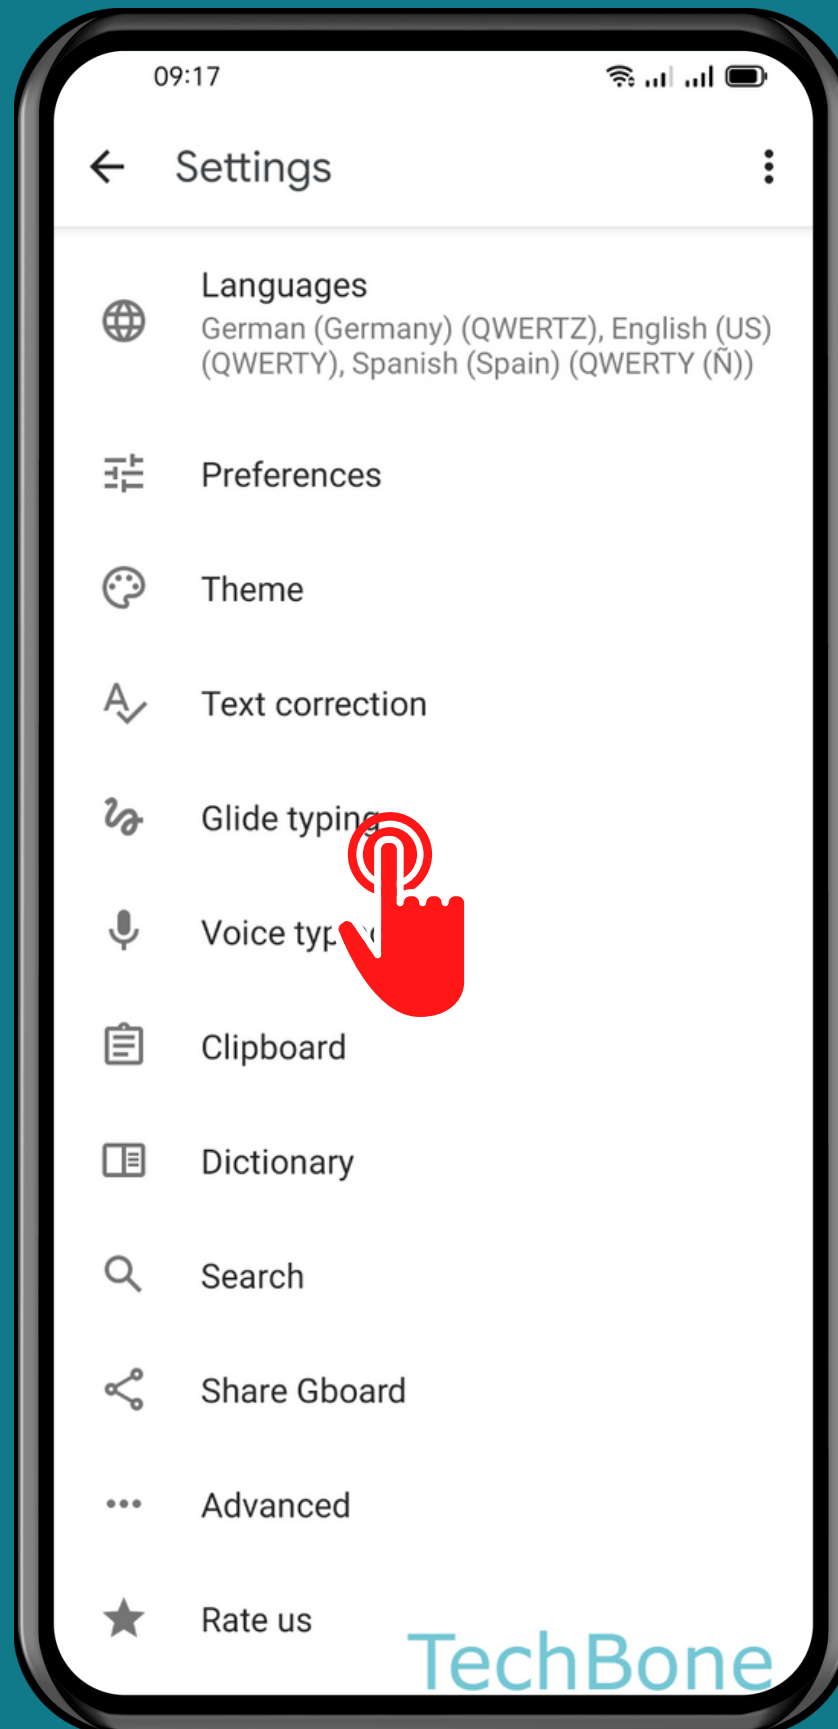 09:17
Settings
Languages
German (Germany) (QWERTZ), English (US)
(QWERTY), Spanish (Spain) (QWERTY (Ñ))
Preferences
Theme
Text correction
Glide typing
Voice
Clipboard
Dictionary
Search
Share Gboard
Advanced
Rate us
TechBone